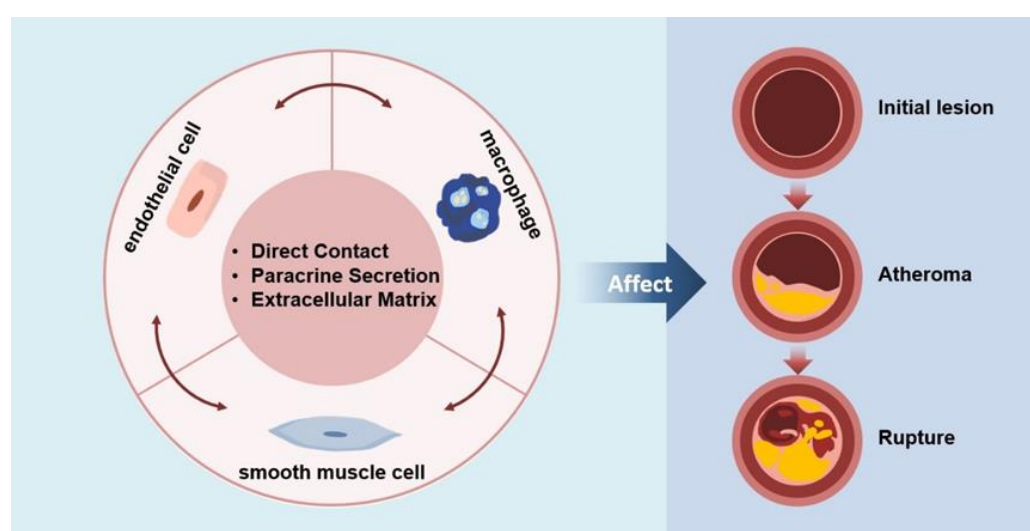 endothelial cell
macrophage
• Direct Contact
• Paracrine Secretion
• Extracellular Matrix
smooth muscle cell
Affect
Initial lesion
Atheroma
Rupture